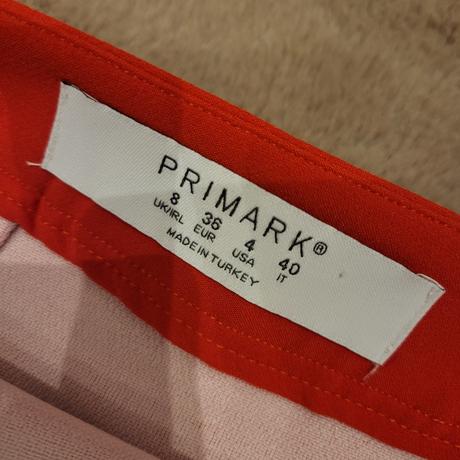 PRIMARK®
8 36 4 40
UK/IRL EUR USA IT
MADE IN TURKEY